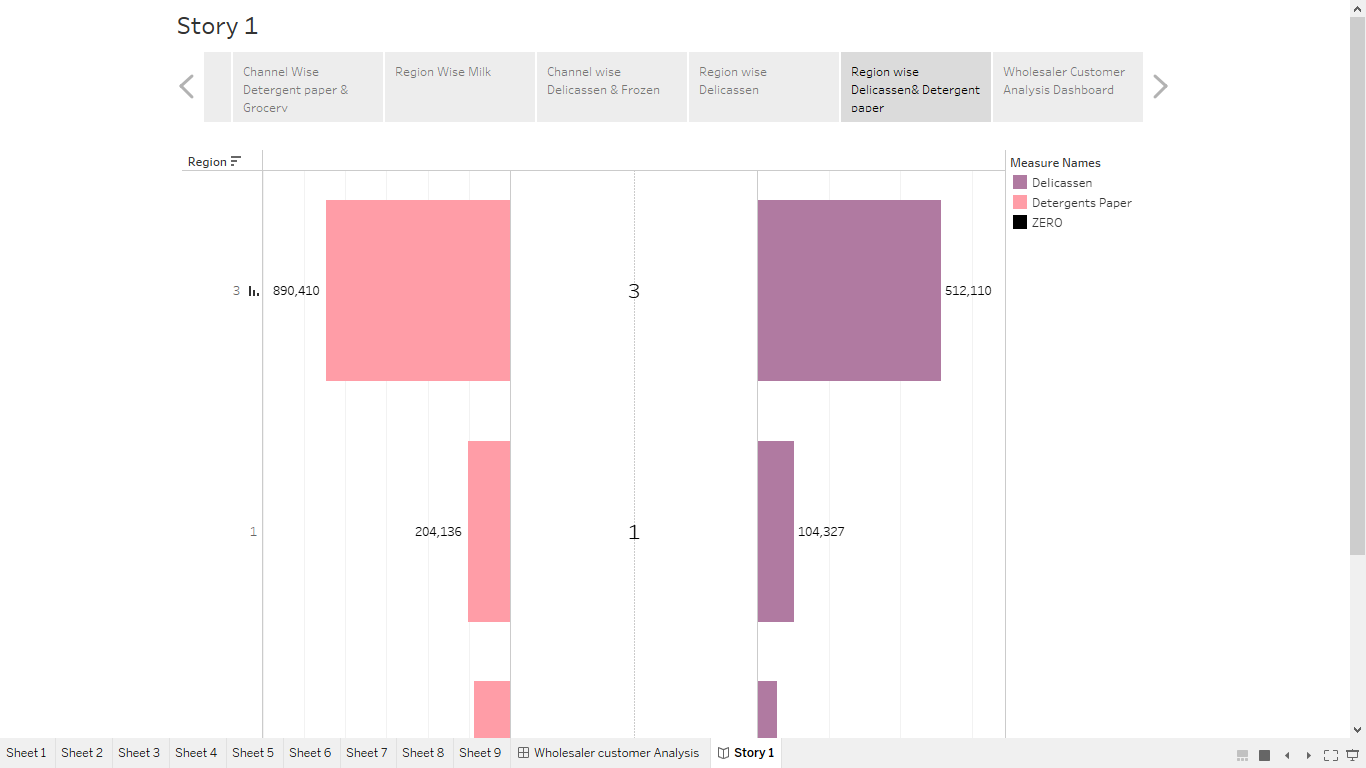 Story 1
Channel Wise
Detergent paper &
Grocery
Region Wise Milk
Channel wise
Delicassen & Frozen
Region wise
Delicassen
Region wise
Delicassen& Detergent
paper
Wholesaler Customer
Analysis Dashboard
Region
Measure Names
Delicassen
Detergents Paper
ZERO
3
890,410
3
512,110
1
204,136
1
104,327
Sheet 1
Sheet 2
Sheet 3
Sheet 4
Sheet 5
Sheet 6
Sheet 7
Sheet 8
Sheet 9
Wholesaler customer Analysis
Story 1